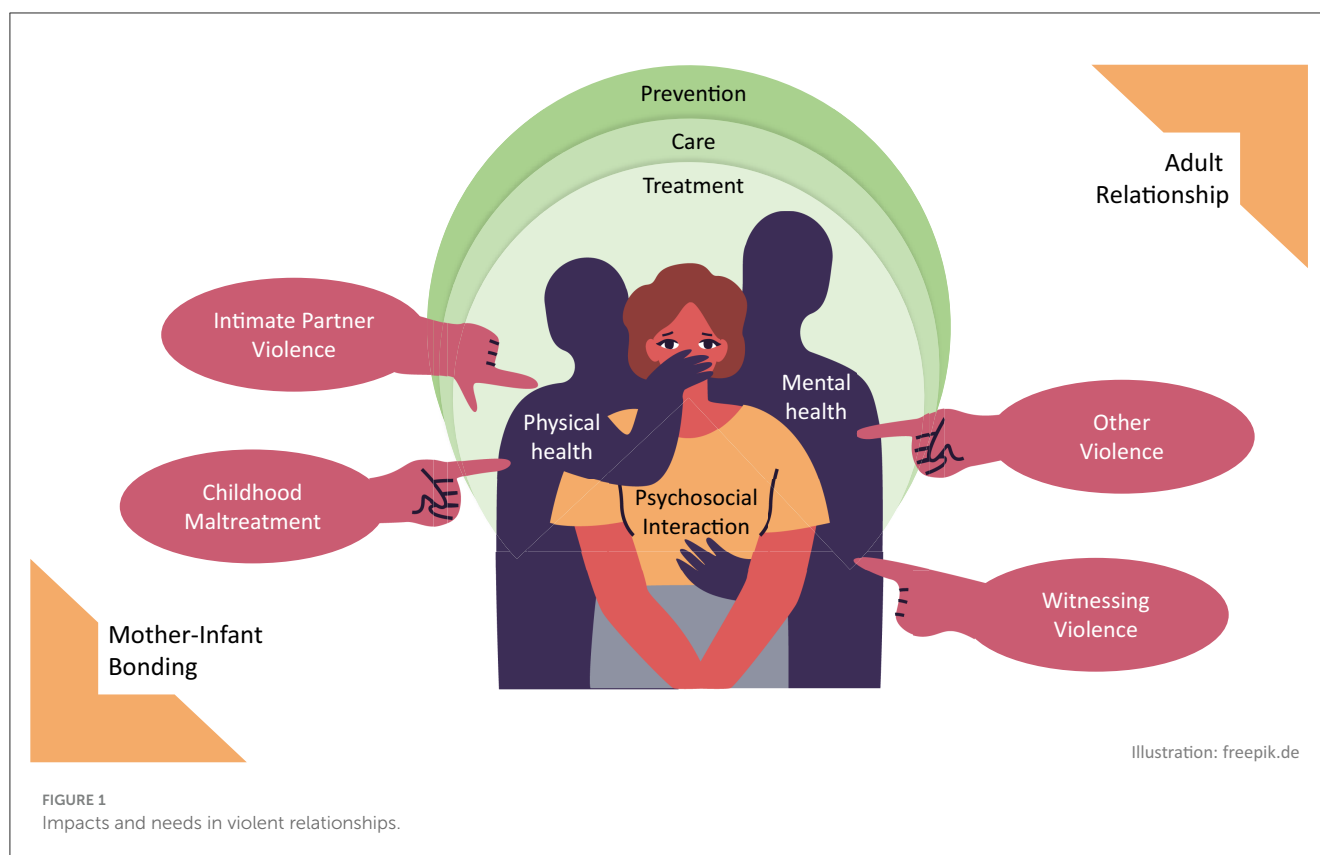 Prevention
Care
Treatment
Adult
Relationship
Intimate Partner
Violence
Mental
health
Physical
health
Other
Violence
Childhood
Maltreatment
Psychosocial
Interaction
Witnessing
Violence
Mother-Infant
Bonding
Illustration: freepik.de
FIGURE 1
Impacts and needs in violent relationships.